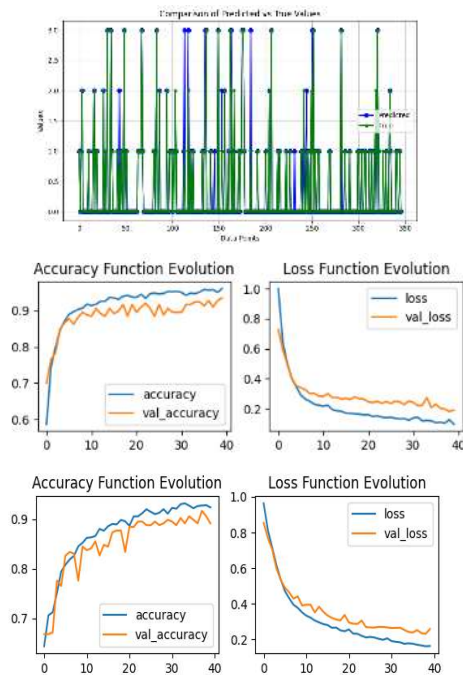 Comparison of Predicted vs True Values
3.0
2.5
2.0
1.5
1.0
0.5
0.0
Values
Predicted
0 50 100 150 200 250 300 350
Data Points
Accuracy Function Evolution
0.9
0.8
0.7
0.6
accuracy
val_accuracy
0 10 20 30 40
Loss Function Evolution
1.0
0.8
0.6
0.4
0.2
loss
val_loss
0 10 20 30 40
Accuracy Function Evolution
0.9
0.8
0.7
accuracy
val_accuracy
0 10 20 30 40
Loss Function Evolution
1.0
0.8
0.6
0.4
0.2
loss
val_loss
0 10 20 30 40